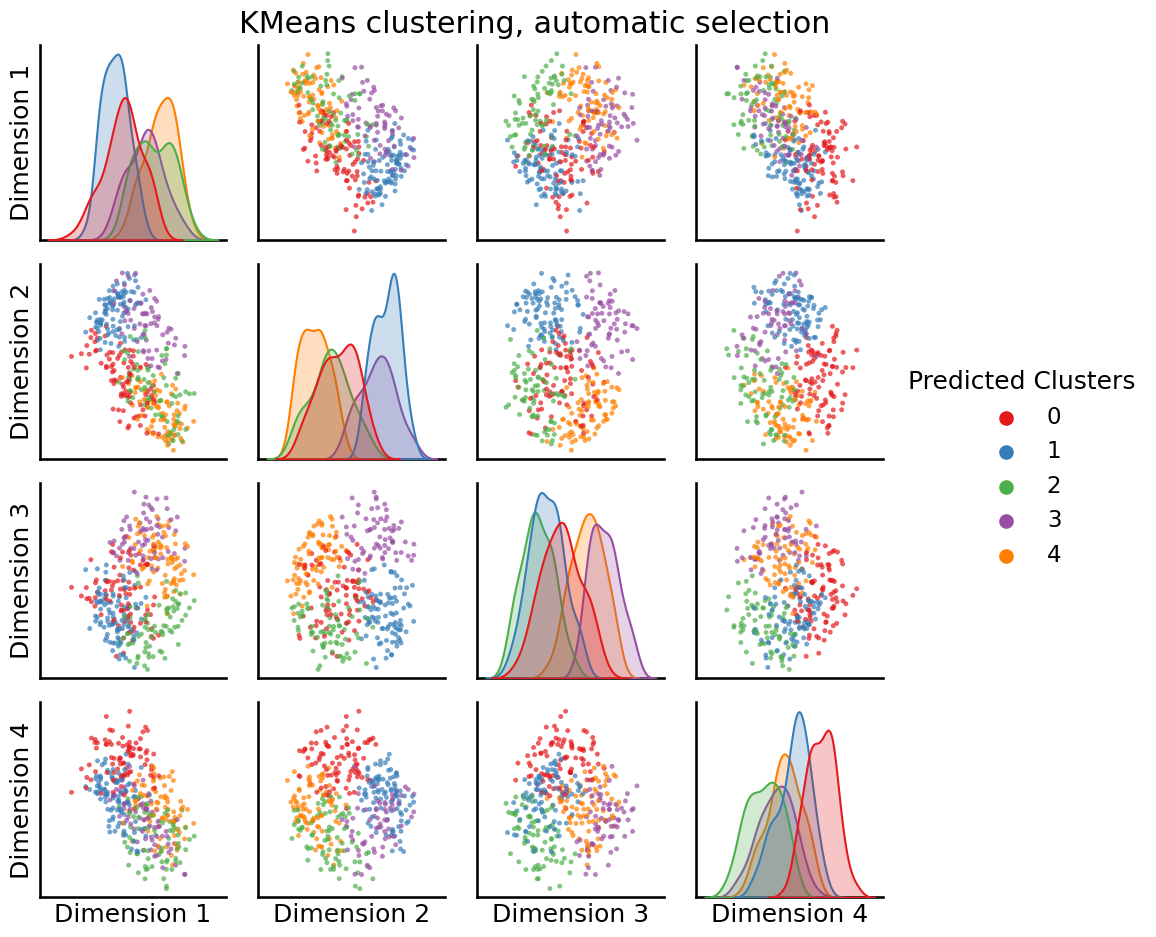 KMeans clustering, automatic selection
Dimension 1
Dimension 2
Dimension 3
Dimension 4
Dimension 1
Dimension 2
Dimension 3
Dimension 4
Predicted Clusters
0
1
2
3
4